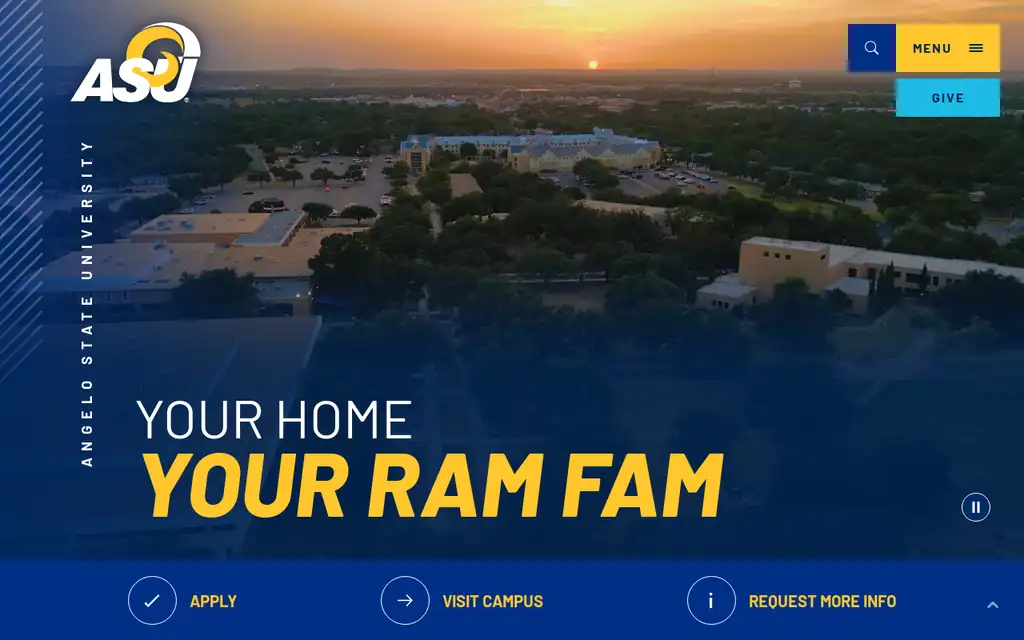 ASU
MENU
GIVE
ANGELO STATE UNIVERSITY
YOUR HOME
YOUR RAM FAM
APPLY
VISIT CAMPUS
REQUEST MORE INFO